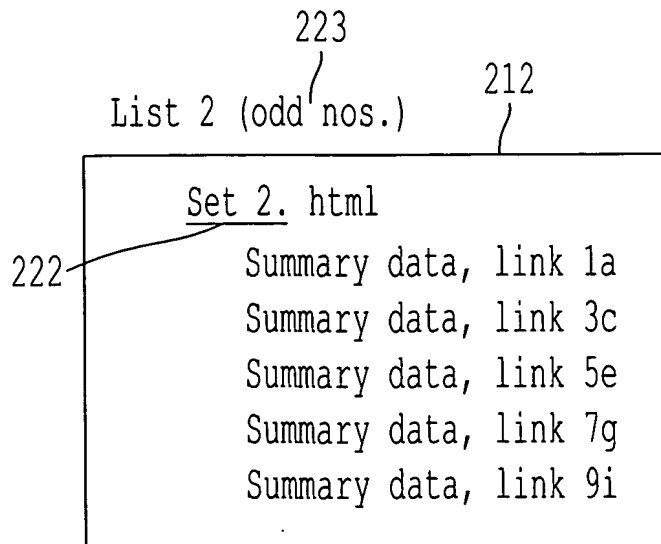 223
212
List 2 (odd nos.)
Set 2. html
222
Summary data, link 1a
Summary data, link 3c
Summary data, link 5e
Summary data, link 7g
Summary data, link 9i